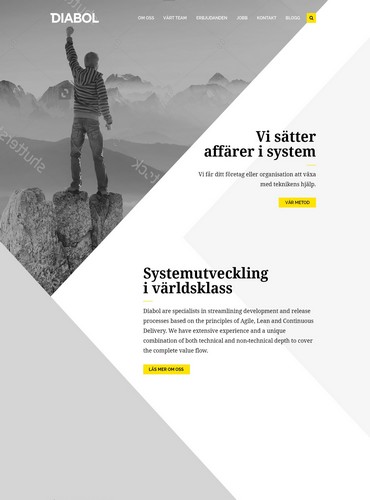 DIABOL
OM OSS VÅRT TEAM ERBJUDANDEN JOBB KONTAKT BLOGG
Vi sätter
affärer i system
Vi får ditt företag eller organisation att växa
med teknikens hjälp.
VÅR METOD
Systemutveckling
i världsklass
Diabol are specialists in streamlining development and release
processes based on the principles of Agile, Lean and Continuous
Delivery. We have extensive experience and a unique
combination of both technical and non-technical depth to cover
the complete value flow.
LÄS MER OM OSS